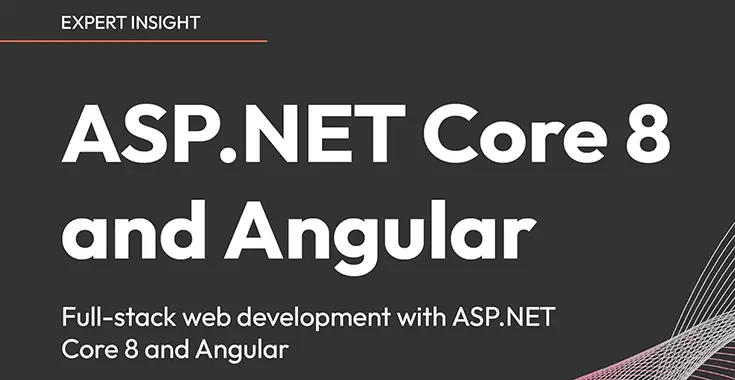 EXPERT INSIGHT
ASP.NET Core 8
and Angular
Full-stack web development with ASP.NET
Core 8 and Angular